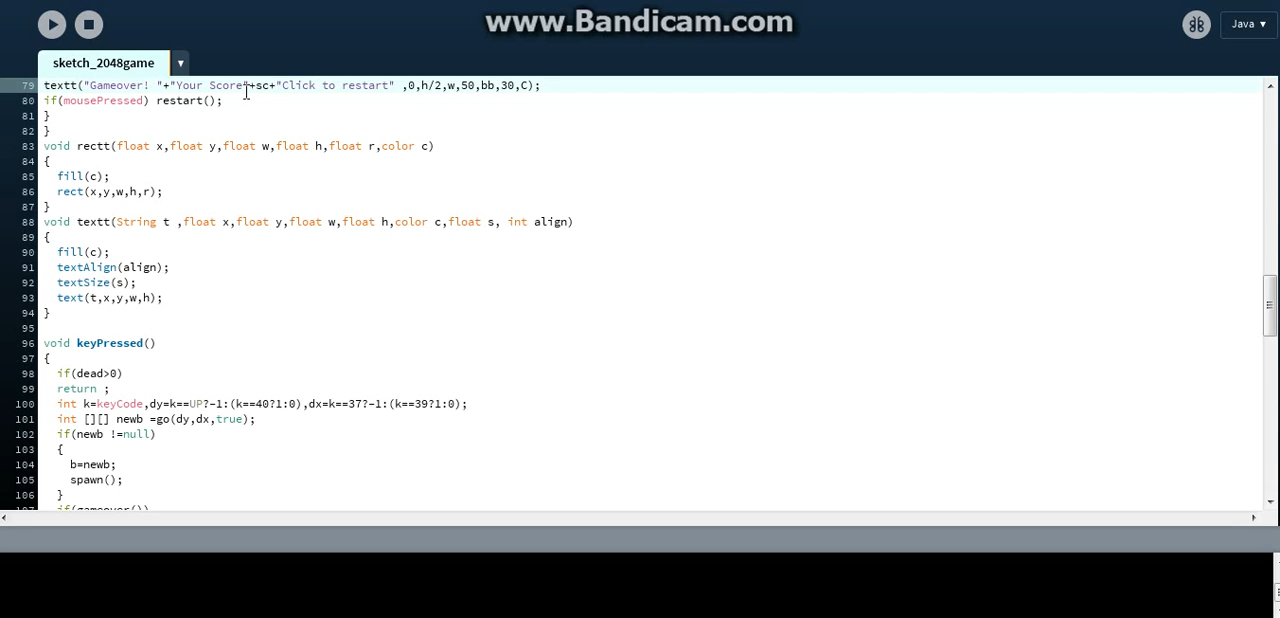 www.Bandicam.com
Java ▾
sketch_2048game ▾
79 textt("Gameover! "+"Your Score"+sc+"Click to restart" ,0,h/2,w,50,bb,30,C);
80 if(mousePressed) restart();
81 }
82 }
83 void rectt(float x,float y,float w,float h,float r,color c)
84 {
85 fill(c);
86 rect(x,y,w,h,r);
87 }
88 void textt(String t ,float x,float y,float w,float h,color c,float s, int align)
89 {
90 fill(c);
91 textAlign(align);
92 textSize(s);
93 text(t,x,y,w,h);
94 }
95
96 void keyPressed()
97 {
98 if(dead>0)
99 return ;
100 int k=keyCode,dy=k==UP?-1:(k==40?1:0),dx=k==37?-1:(k==39?1:0);
101 int [][] newb =go(dy,dx,true);
102 if(newb !=null)
103 {
104 b=newb;
105 spawn();
106 }
107 if(gameover())